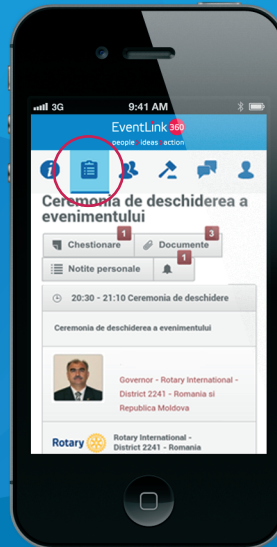 3G 9:41 AM
EventLink 360
people ideas action
Ceremonia de deschiderea a
evenimentului
1 3
Chestionare Documente
1
Notite personale
20:30 - 21:10 Ceremonia de deschidere
Ceremonia de deschiderea a evenimentului
Governor - Rotary International -
District 2241 - Romania si
Republica Moldova
Rotary Rotary International -
District 2241 - Romania